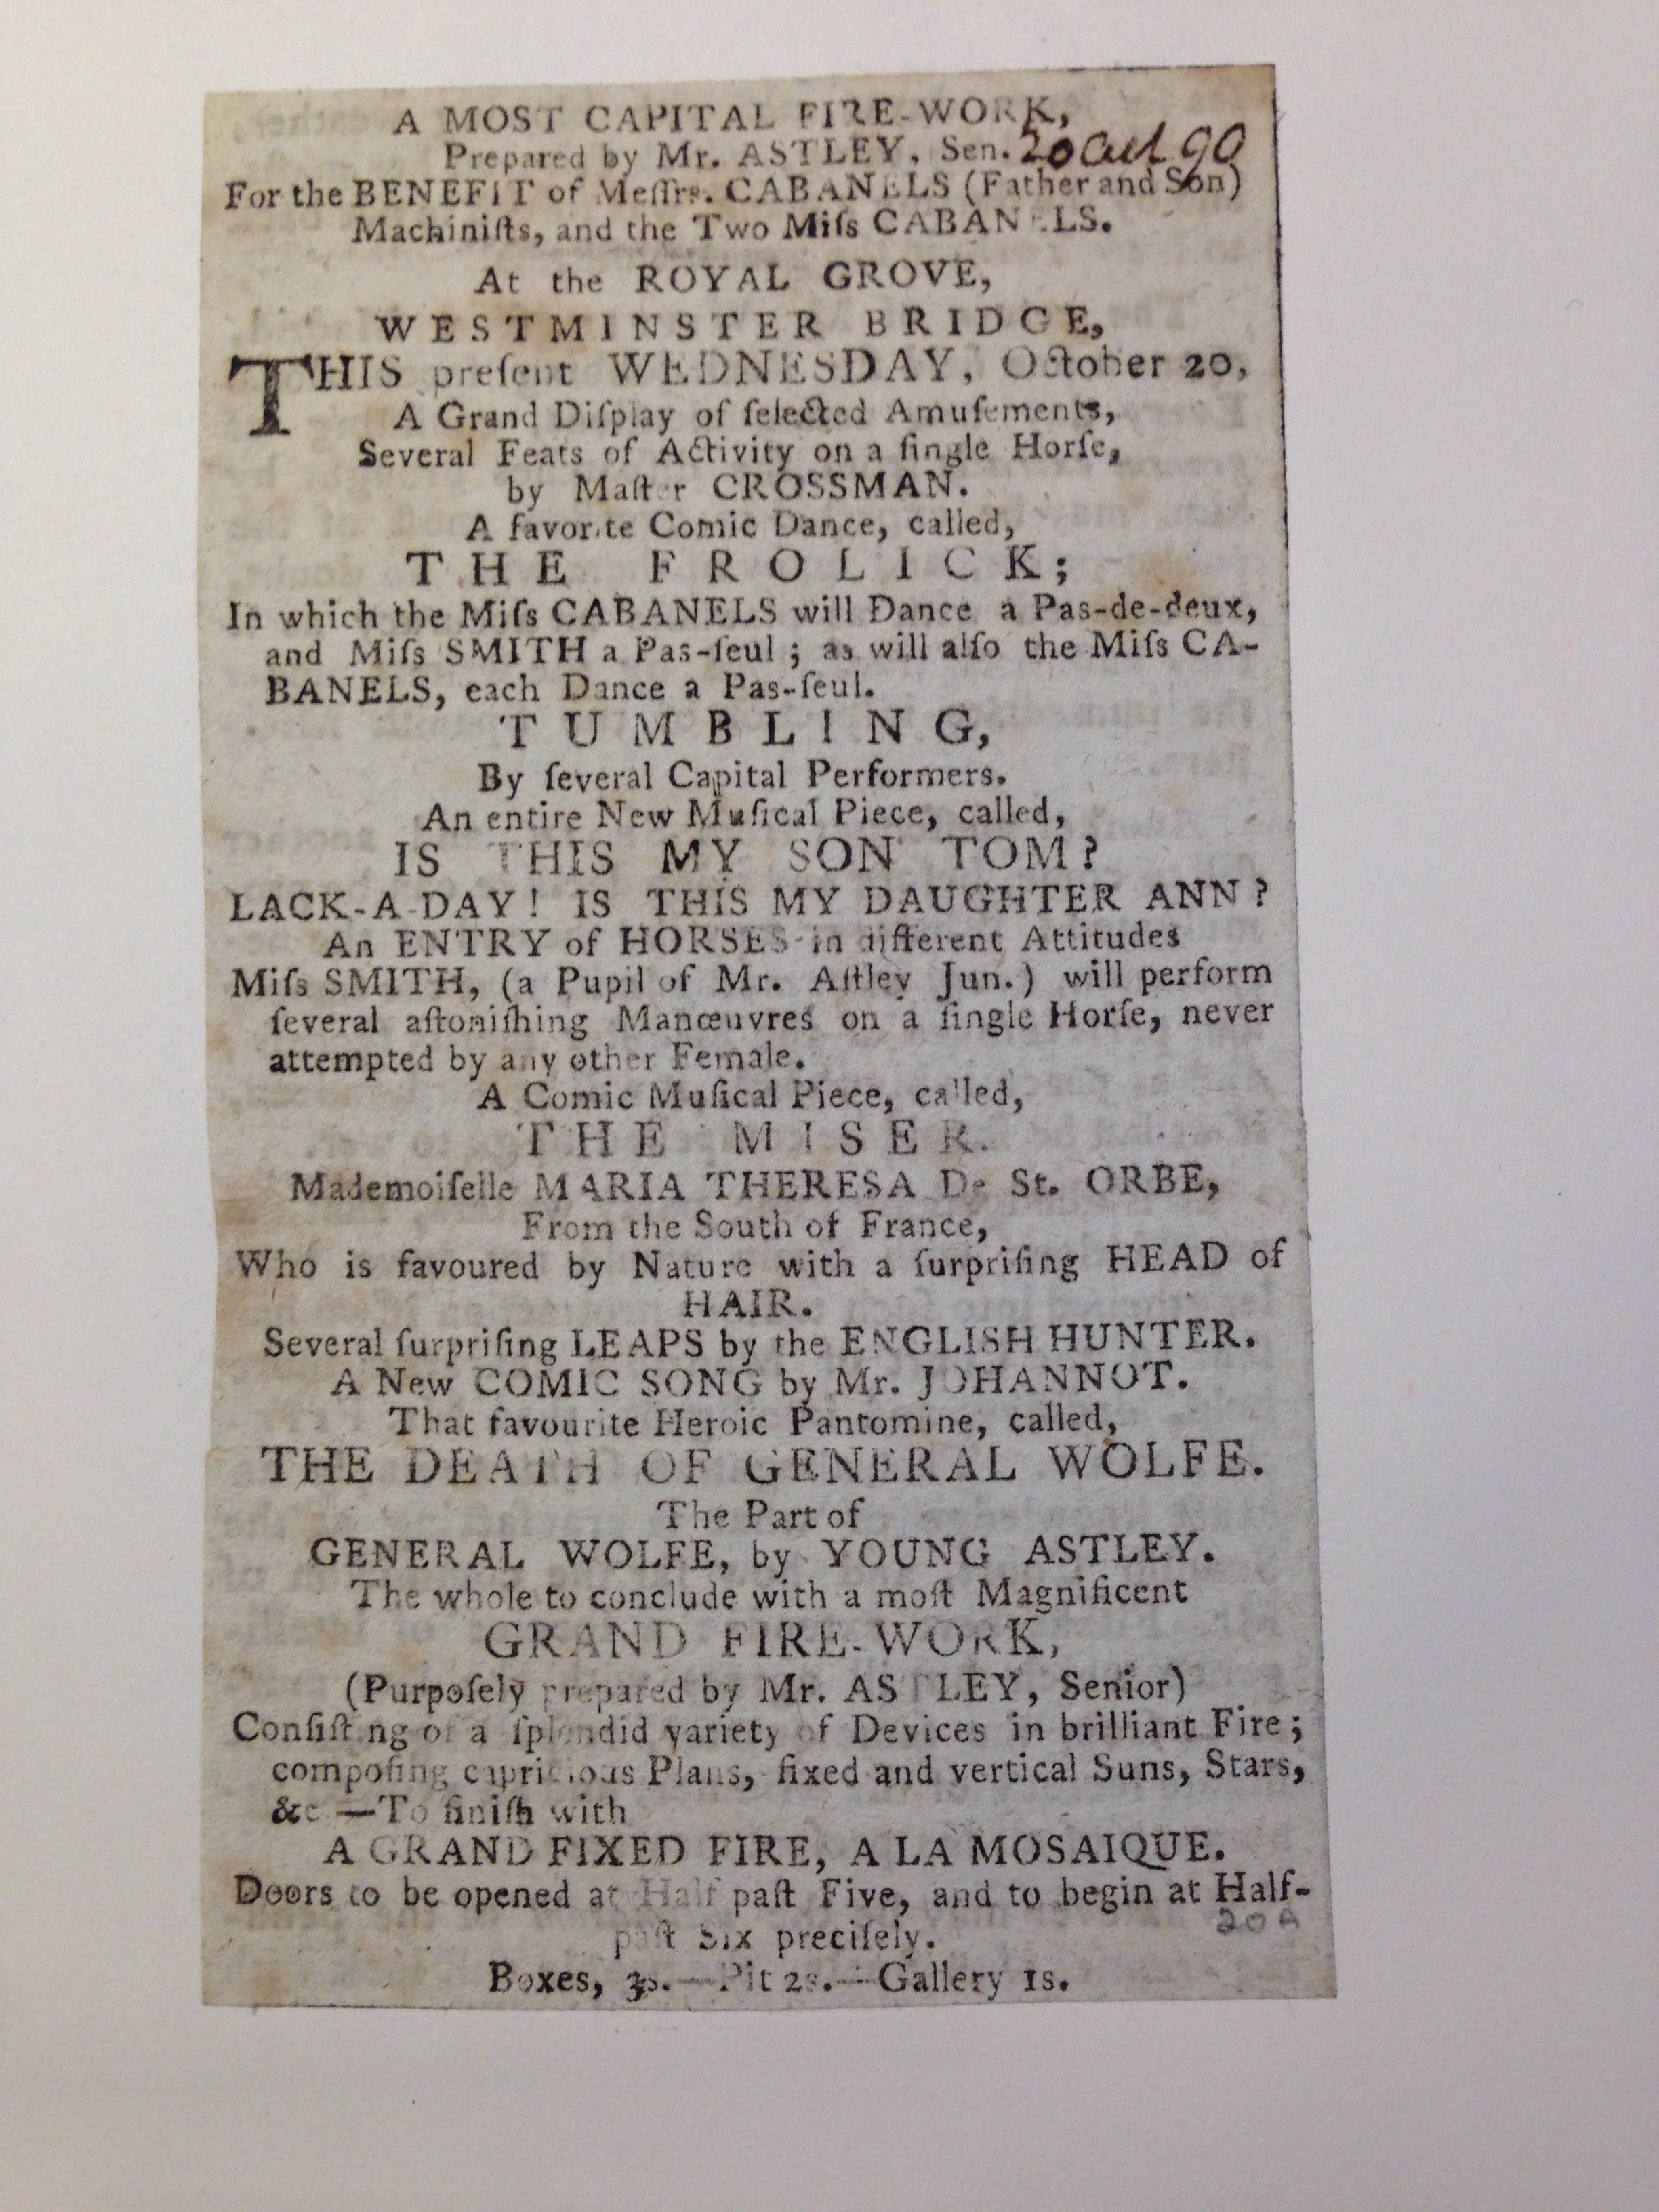 A MOST CAPITAL FIRE-WORK,
Prepared by Mr. ASTLEY, Sen. 20 Oct 90
For the BENEFIT of Meſſrs. CABANELS (Father and Son)
Machiniſts, and the Two Miſs CABANELS.
At the ROYAL GROVE,
WESTMINSTER BRIDGE,
THIS preſent WEDNESDAY, October 20,
A Grand Diſplay of ſelected Amuſements,
Several Feats of Activity on a ſingle Horſe,
by Maſter CROSSMAN.
A favorite Comic Dance, called,
THE FROLICK;
In which the Miſs CABANELS will Dance a Pas-de-deux,
and Miſs SMITH a Pas-ſeul; as will alſo the Miſs CA-
BANELS, each Dance a Pas-ſeul.
TUMBLING,
By ſeveral Capital Performers.
An entire New Muſical Piece, called,
IS THIS MY SON TOM?
LACK-A-DAY! IS THIS MY DAUGHTER ANN?
An ENTRY of HORSES in different Attitudes
Miſs SMITH, (a Pupil of Mr. Aſtley Jun.) will perform
ſeveral aſtoniſhing Manœuvres on a ſingle Horſe, never
attempted by any other Female.
A Comic Muſical Piece, called,
THE MISER.
Mademoiſelle MARIA THERESA De St. ORBE,
From the South of France,
Who is favoured by Nature with a ſurpriſing HEAD of
HAIR.
Several ſurpriſing LEAPS by the ENGLISH HUNTER.
A New COMIC SONG by Mr. JOHANNOT.
That favourite Heroic Pantomine, called,
THE DEATH OF GENERAL WOLFE.
The Part of
GENERAL WOLFE, by YOUNG ASTLEY.
The whole to conclude with a moſt Magnificent
GRAND FIRE-WORK,
(Purpoſely prepared by Mr. ASTLEY, Senior)
Conſiſting of a ſplendid variety of Devices in brilliant Fire;
compoſing capricious Plans, fixed and vertical Suns, Stars,
&c.—To finiſh with
A GRAND FIXED FIRE, A LA MOSAIQUE.
Doors to be opened at Half paſt Five, and to begin at Half-
paſt Six preciſely.
Boxes, 3s.—Pit 2s.—Gallery 1s.